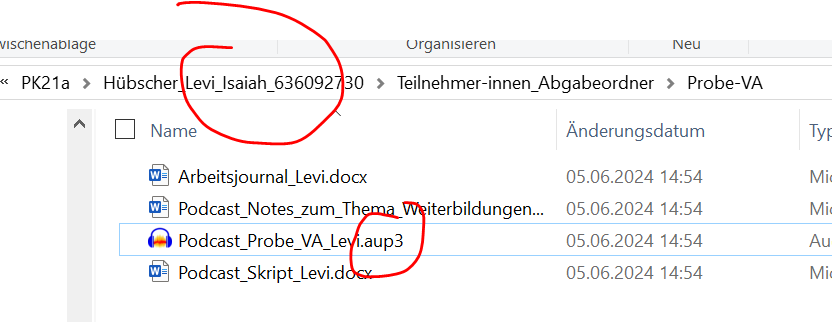 wischenablage Organisieren Neu
« PK21a > Hübscher_Levi_Isaiah_636092730 > Teilnehmer-innen_Abgabeordner > Probe-VA
Name Änderungsdatum Typ
Arbeitsjournal_Levi.docx 05.06.2024 14:54 Mic
Podcast_Notes_zum_Thema_Weiterbildungen... 05.06.2024 14:54 Mic
Podcast_Probe_VA_Levi.aup3 05.06.2024 14:54 Au
Podcast_Skript_Levi.docx 05.06.2024 14:54 Mic